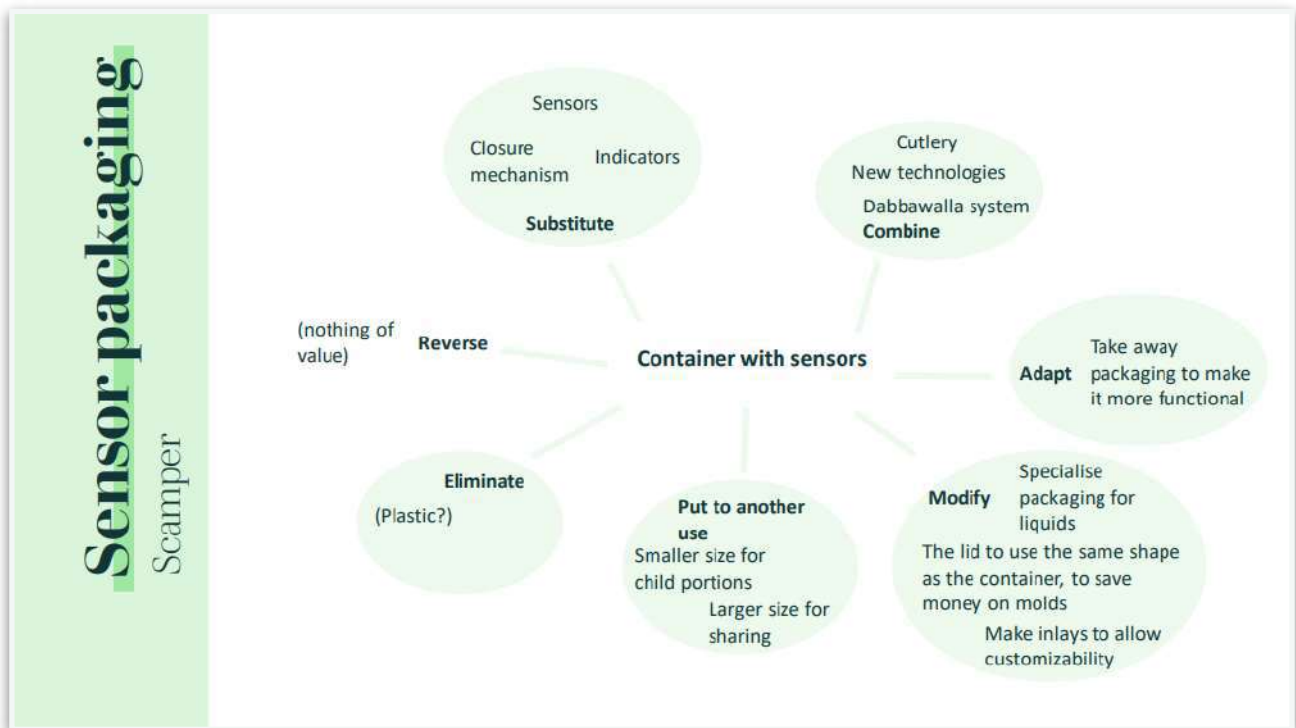 Sensor packaging
Scamper
Sensors
Closure
mechanism
Indicators
Substitute
Cutlery
New technologies
Dabbawalla system
Combine
(nothing of
value)
Reverse
Container with sensors
Adapt
Take away
packaging to make
it more functional
Eliminate
(Plastic?)
Put to another
use
Smaller size for
child portions
Larger size for
sharing
Modify
Specialise
packaging for
liquids
The lid to use the same shape
as the container, to save
money on molds
Make inlays to allow
customizability